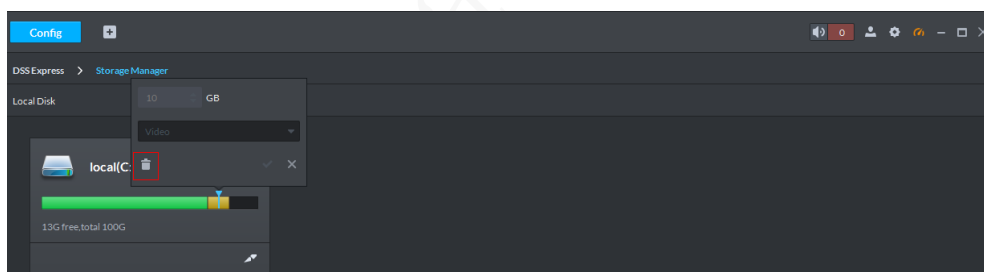 Config
0
DSS Express > Storage Manager
Local Disk
10 GB
Video
local(C:
13G free,total 100G